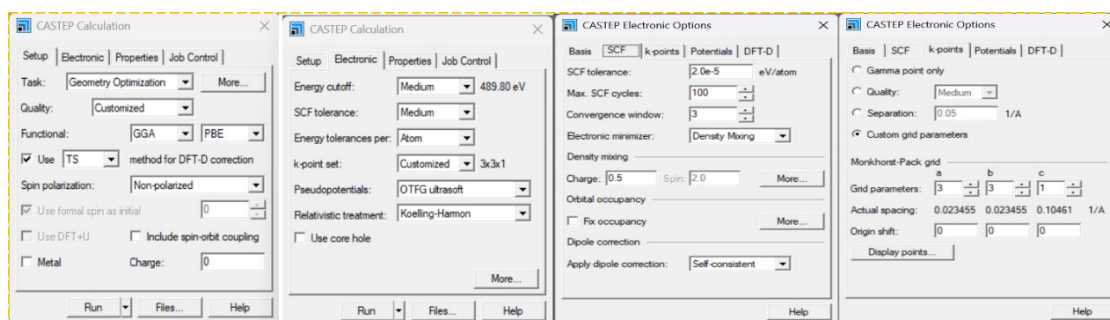 CASTEP Calculation
Setup Electronic Properties Job Control
Task: Geometry Optimization More...
Quality: Customized
Functional: GGA PBE
Use TS method for DFT-D correction
Spin polarization: Non-polarized
Use formal spin as initial 0
Use DFT+U Include spin-orbit coupling
Metal Charge: 0
Run Files... Help
CASTEP Calculation
Setup Electronic Properties Job Control
Energy cutoff: Medium 489.80 eV
SCF tolerance: Medium
Energy tolerances per: Atom
k-point set: Customized 3x3x1
Pseudopotentials: OTFG ultrasoft
Relativistic treatment: Koelling-Harmon
Use core hole
More...
Run Files... Help
CASTEP Electronic Options
Basis SCF k-points Potentials DFT-D
SCF tolerance: 2.0e-5 eV/atom
Max. SCF cycles: 100
Convergence window: 3
Electronic minimizer: Density Mixing
Density mixing
Charge: 0.5 Spin: 2.0 More...
Orbital occupancy
Fix occupancy More...
Dipole correction
Apply dipole correction: Self-consistent
Help
CASTEP Electronic Options
Basis SCF k-points Potentials DFT-D
Gamma point only
Quality: Medium
Separation: 0.05 1/A
Custom grid parameters
Monkhorst-Pack grid
a b c
Grid parameters: 3 3 1
Actual spacing: 0.023455 0.023455 0.10461 1/A
Origin shift: 0 0 0
Display points...
Help